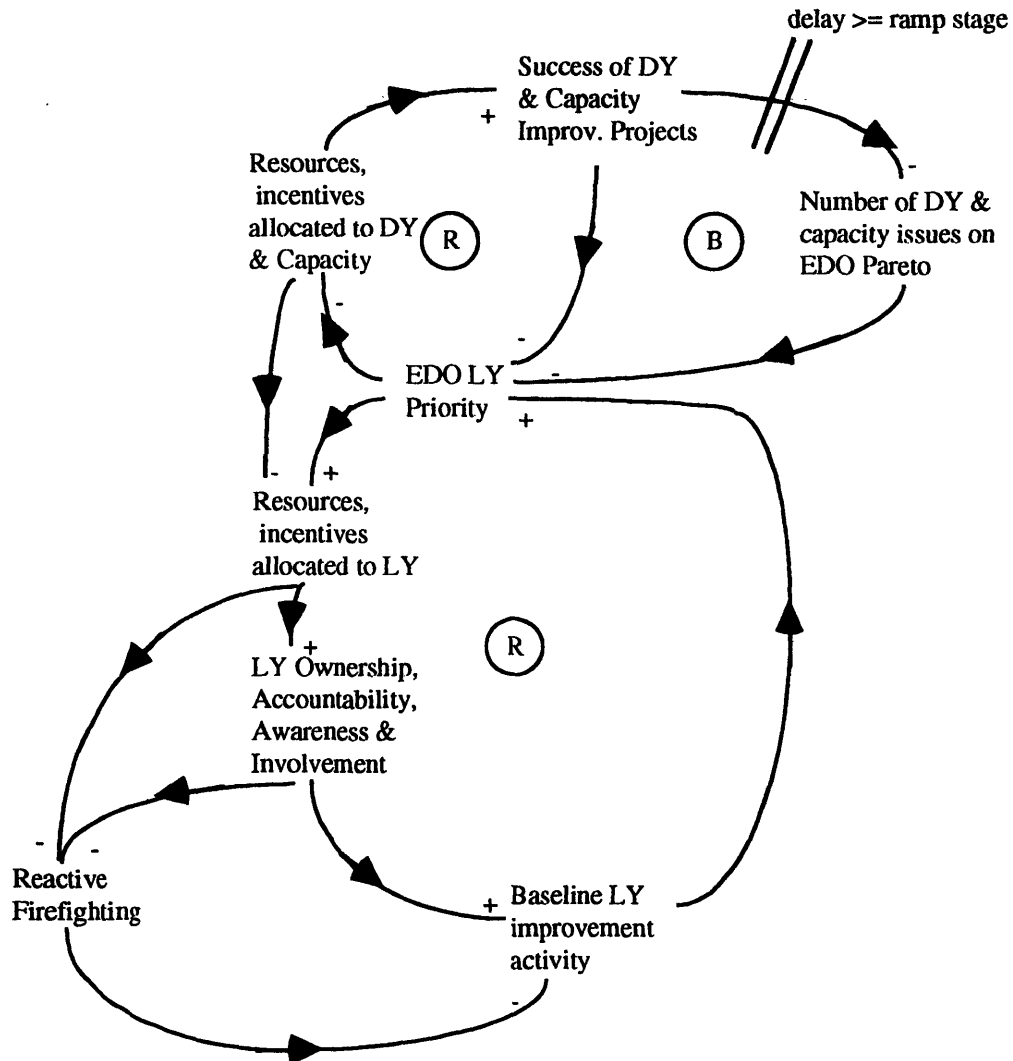 delay >= ramp stage
Success of DY
& Capacity
Improv. Projects
+
-
Resources,
incentives
allocated to DY
& Capacity
R
B
Number of DY &
capacity issues on
EDO Pareto
-
-
-
EDO LY
Priority
+
-
+
Resources,
incentives
allocated to LY
R
+
LY Ownership,
Accountability,
Awareness &
Involvement
-
-
Reactive
Firefighting
+
Baseline LY
improvement
activity
-